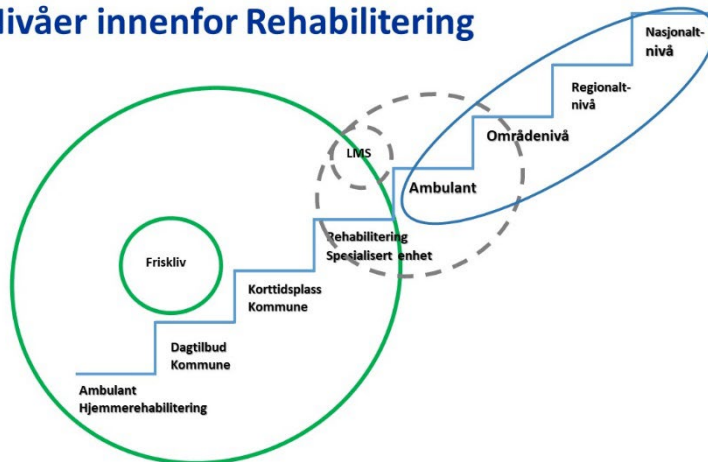 Nivåer innenfor Rehabilitering
Nasjonalt-
nivå
Regionalt-
nivå
Områdenivå
LMS
Ambulant
Rehabilitering
Spesialisert enhet
Friskliv
Korttidsplass
Kommune
Dagtilbud
Kommune
Ambulant
Hjemmerehabilitering